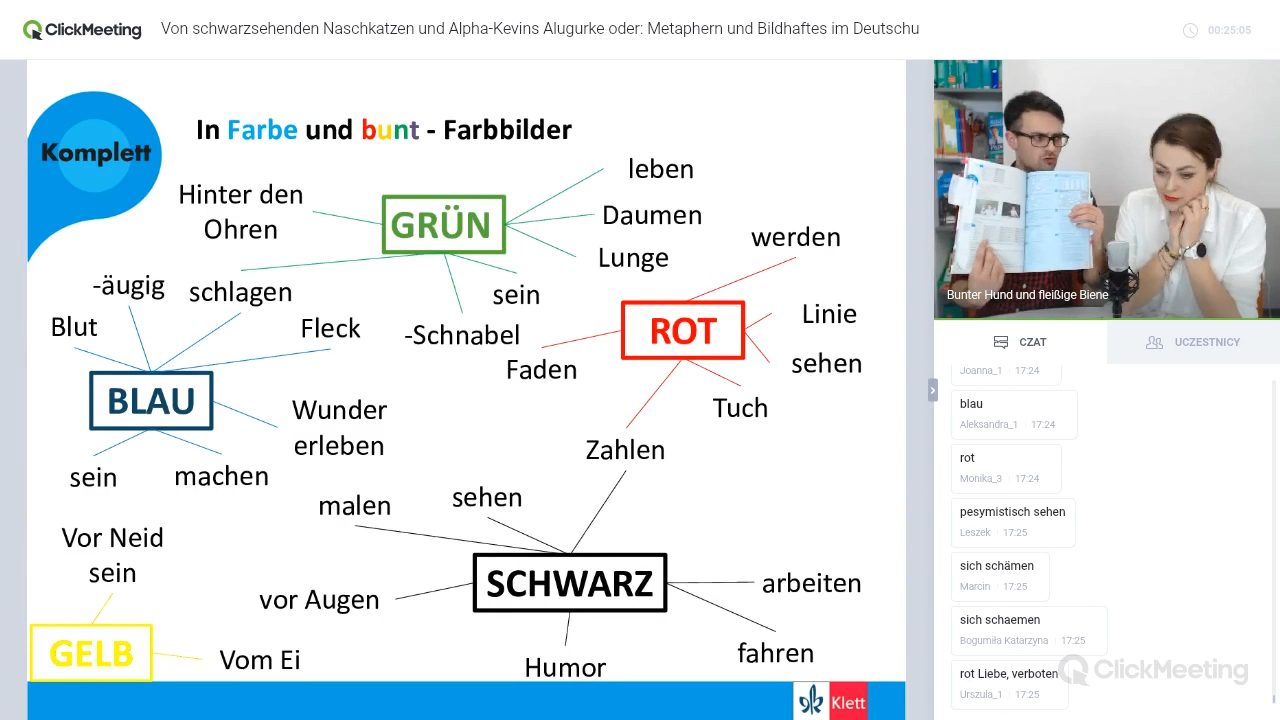 ClickMeeting
Von schwarzsehenden Naschkatzen und Alpha-Kevins Alugurke oder: Metaphern und Bildhaftes im Deutschu
00:25:05
Komplett
In Farbe und bunt - Farbbilder
Hinter den
Ohren
GRÜN
leben
Daumen
Lunge
sein
-Schnabel
schlagen
-äugig
Blut
Fleck
BLAU
Wunder
erleben
sein
machen
werden
ROT
Linie
sehen
Faden
Tuch
Zahlen
malen
sehen
SCHWARZ
vor Augen
arbeiten
fahren
Humor
Vor Neid
sein
GELB
Vom Ei
Klett
Bunter Hund und fleißige Biene
CZAT
UCZESTNICY
Joanna_1 17:24
blau
Aleksandra_1 17:24
rot
Monika_3 17:24
pesymistisch sehen
Leszek 17:25
sich schämen
Marcin 17:25
sich schaemen
Bogumiła Katarzyna 17:25
rot Liebe, verboten
Urszula_1 17:25
ClickMeeting